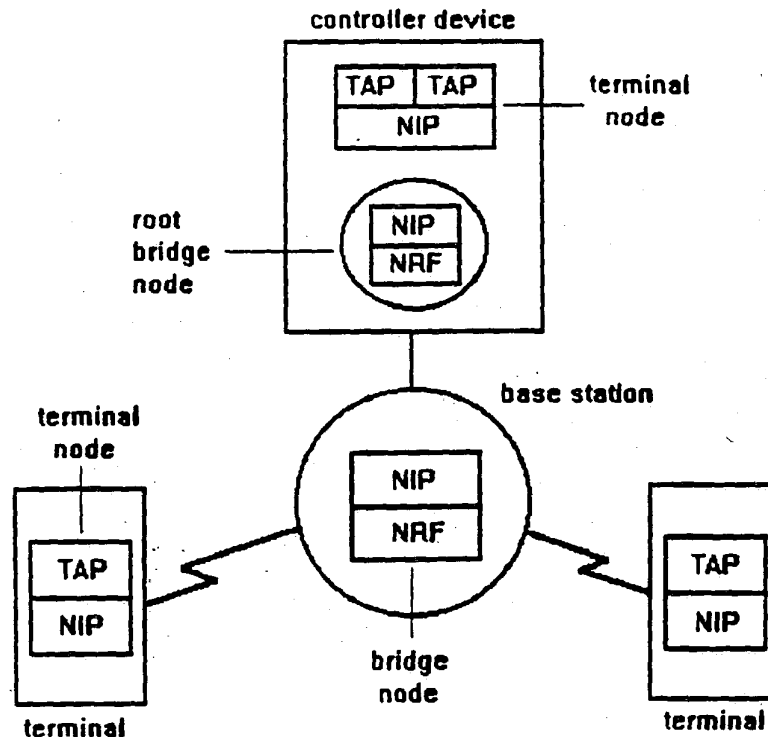 controller device
TAP TAP
NIP
terminal
node
root
bridge
node
NIP
NRF
base station
terminal
node
NIP
NRF
TAP
NIP
TAP
NIP
bridge
node
terminal
terminal